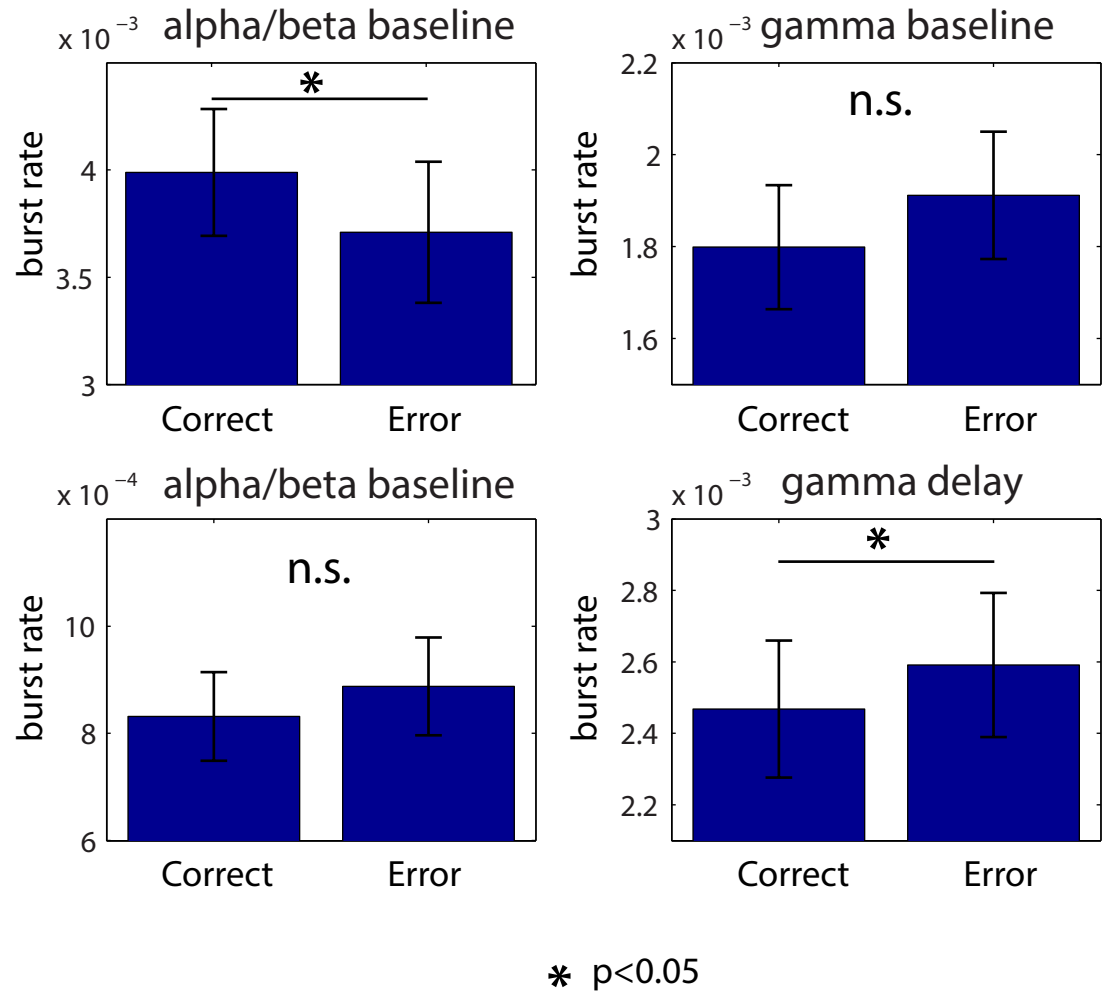 x 10 −3 alpha/beta baseline
*
burst rate
4
3.5
3
Correct Error
x 10 −3 gamma baseline
2.2
n.s.
burst rate
2
1.8
1.6
Correct Error
x 10 −4 alpha/beta baseline
n.s.
burst rate
10
8
6
Correct Error
x 10 −3 gamma delay
3
*
burst rate
2.8
2.6
2.4
2.2
Correct Error
* p<0.05